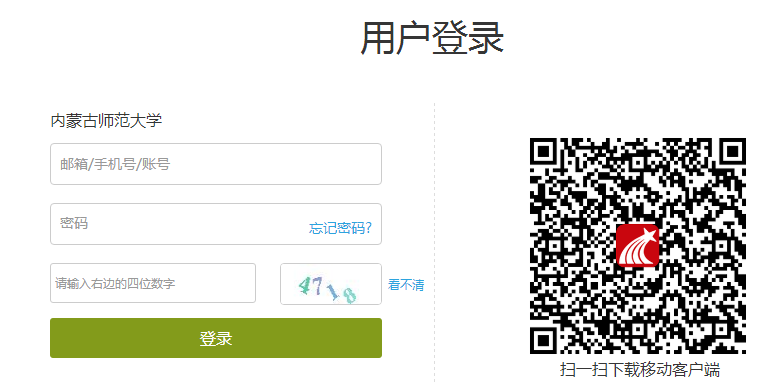 用户登录
内蒙古师范大学
邮箱/手机号/账号
密码
忘记密码?
请输入右边的四位数字
4718
看不清
登录
扫一扫下载移动客户端